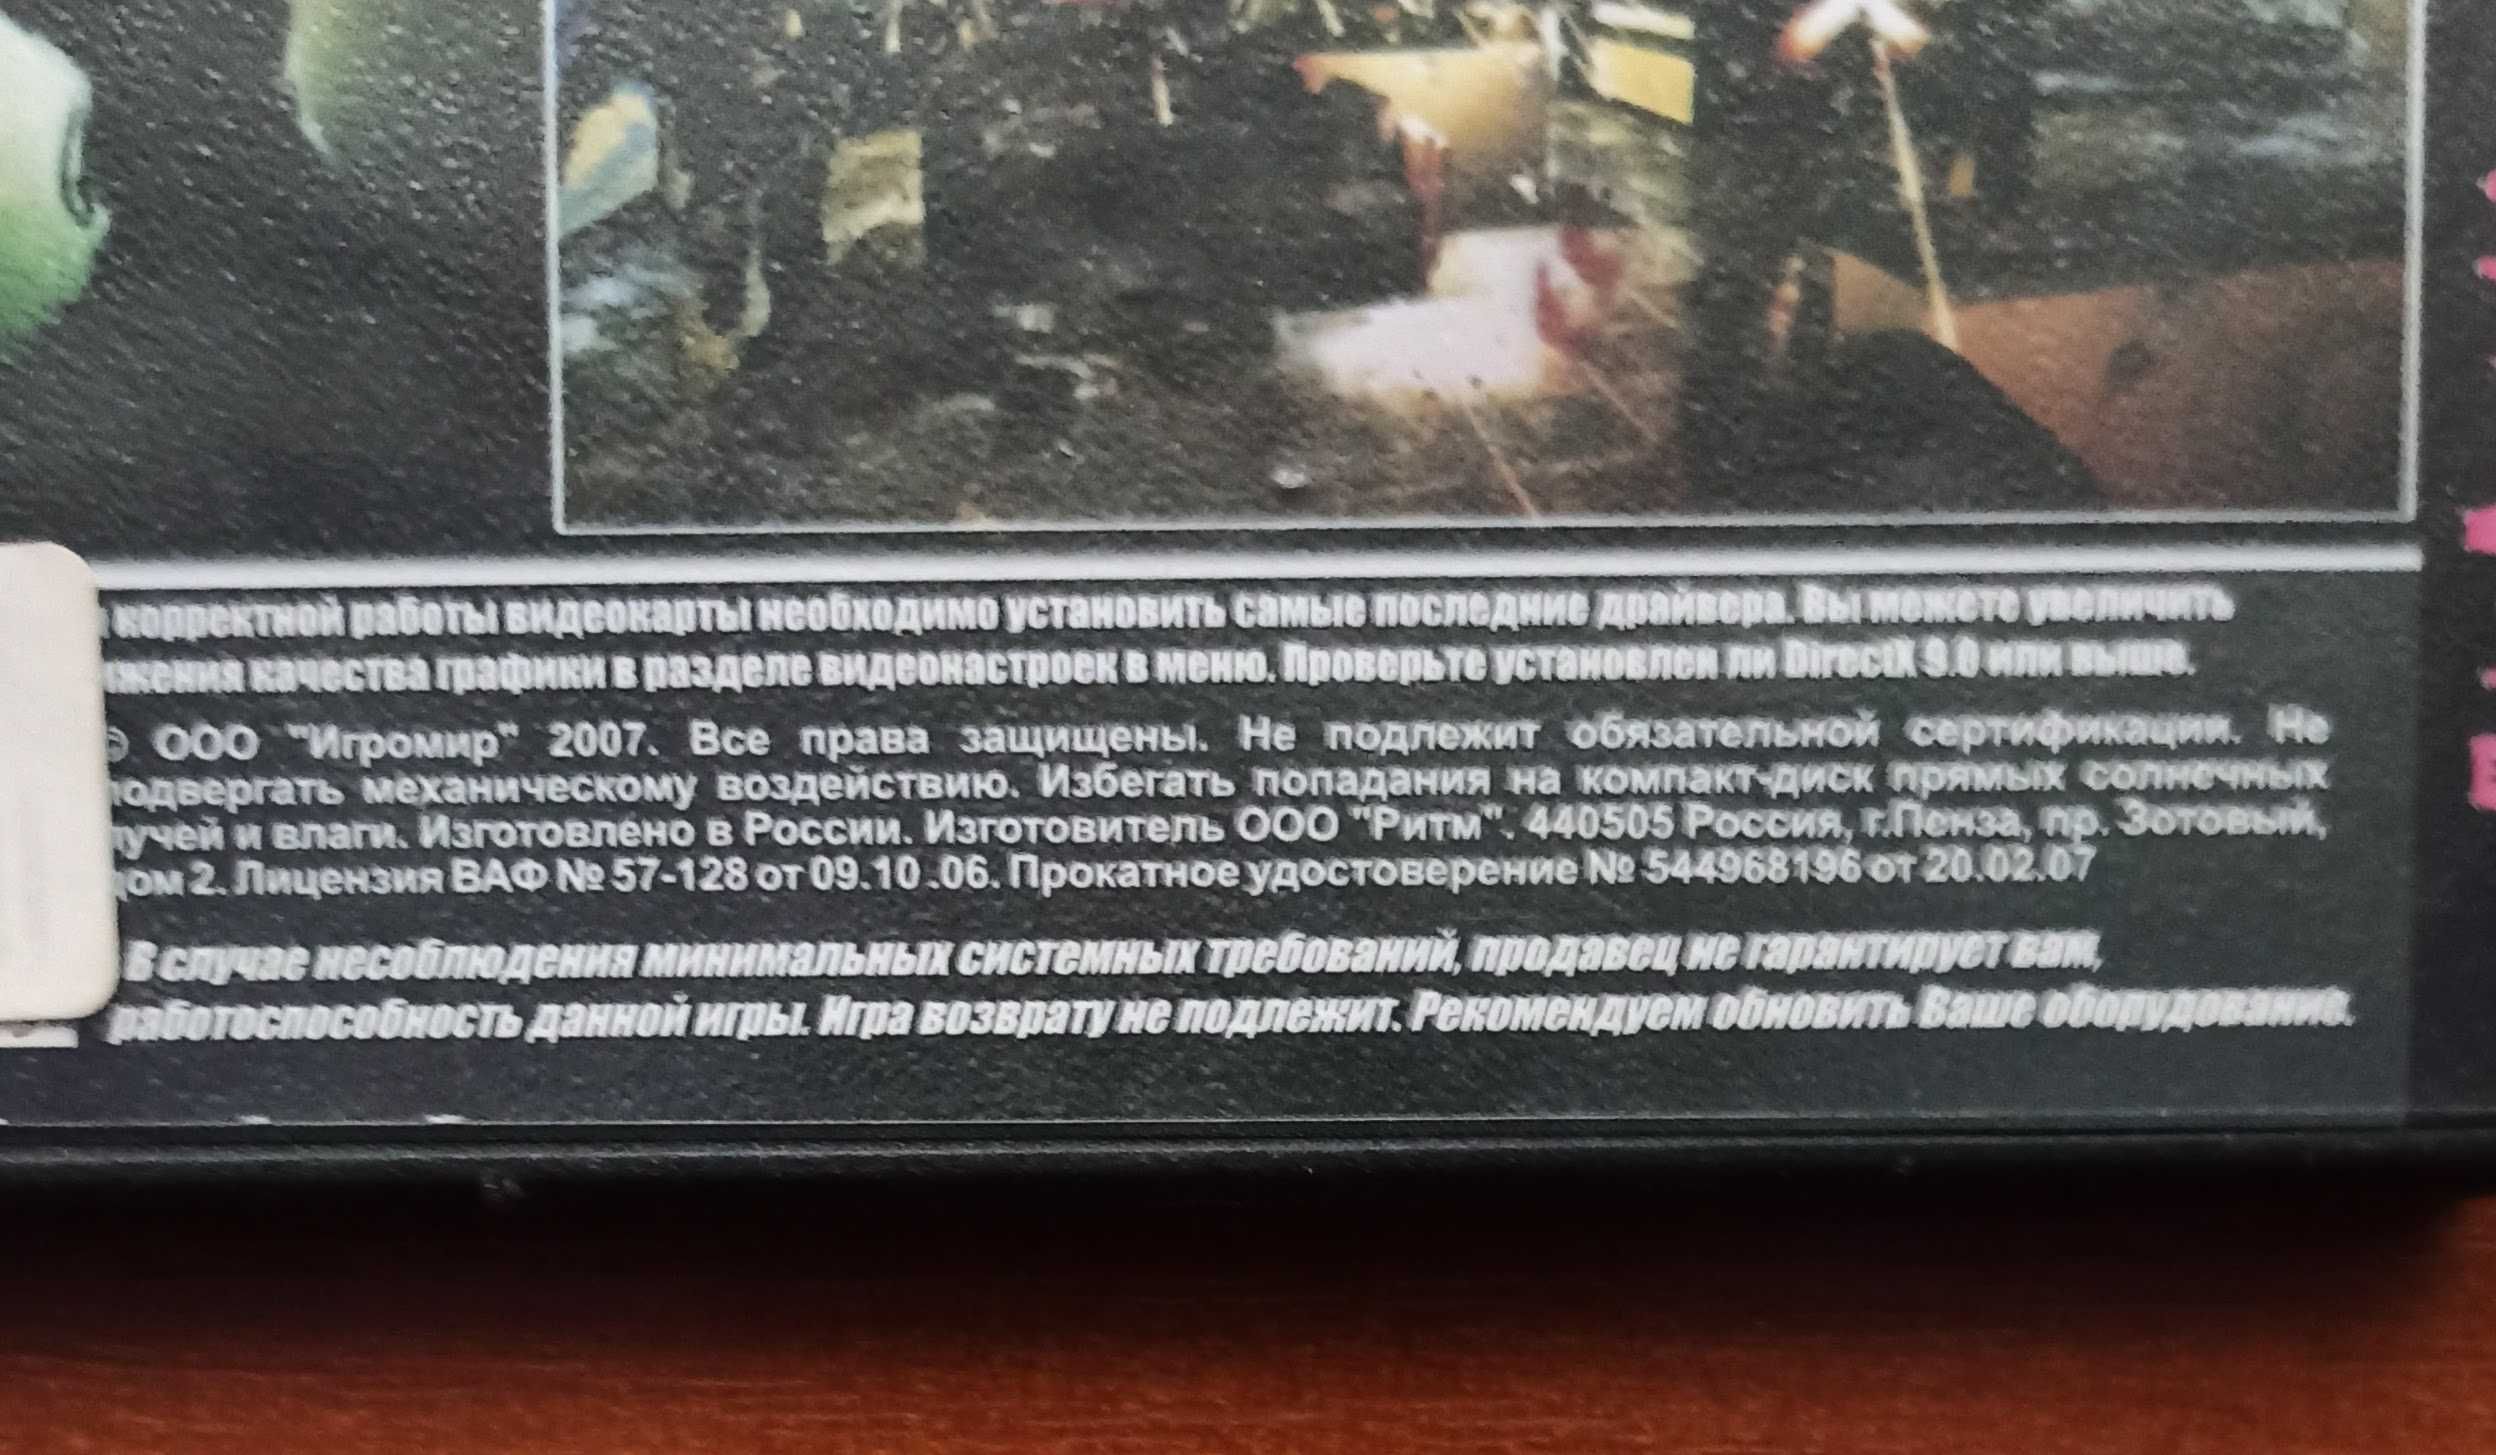 корректной работы видеокарты необходимо установить самые последние драйвера. Вы можете увеличить
жения качества графики в разделе видеонастроек в меню. Проверьте установлен ли DirectX 9.0 или выше.
© ООО "Игромир" 2007. Все права защищены. Не подлежит обязательной сертификации. Не
одвергать механическому воздействию. Избегать попадания на компакт-диск прямых солнечных
учей и влаги. Изготовлено в России. Изготовитель ООО "Ритм". 440505 Россия, г.Пенза, пр. Зотовый,
ом 2. Лицензия ВАФ № 57-128 от 09.10.06. Прокатное удостоверение № 544968196 от 20.02.07
В случае несоблюдения минимальных системных требований, продавец не гарантирует вам,
работоспособность данной игры. Игра возврату не подлежит. Рекомендуем обновить Ваше оборудование.